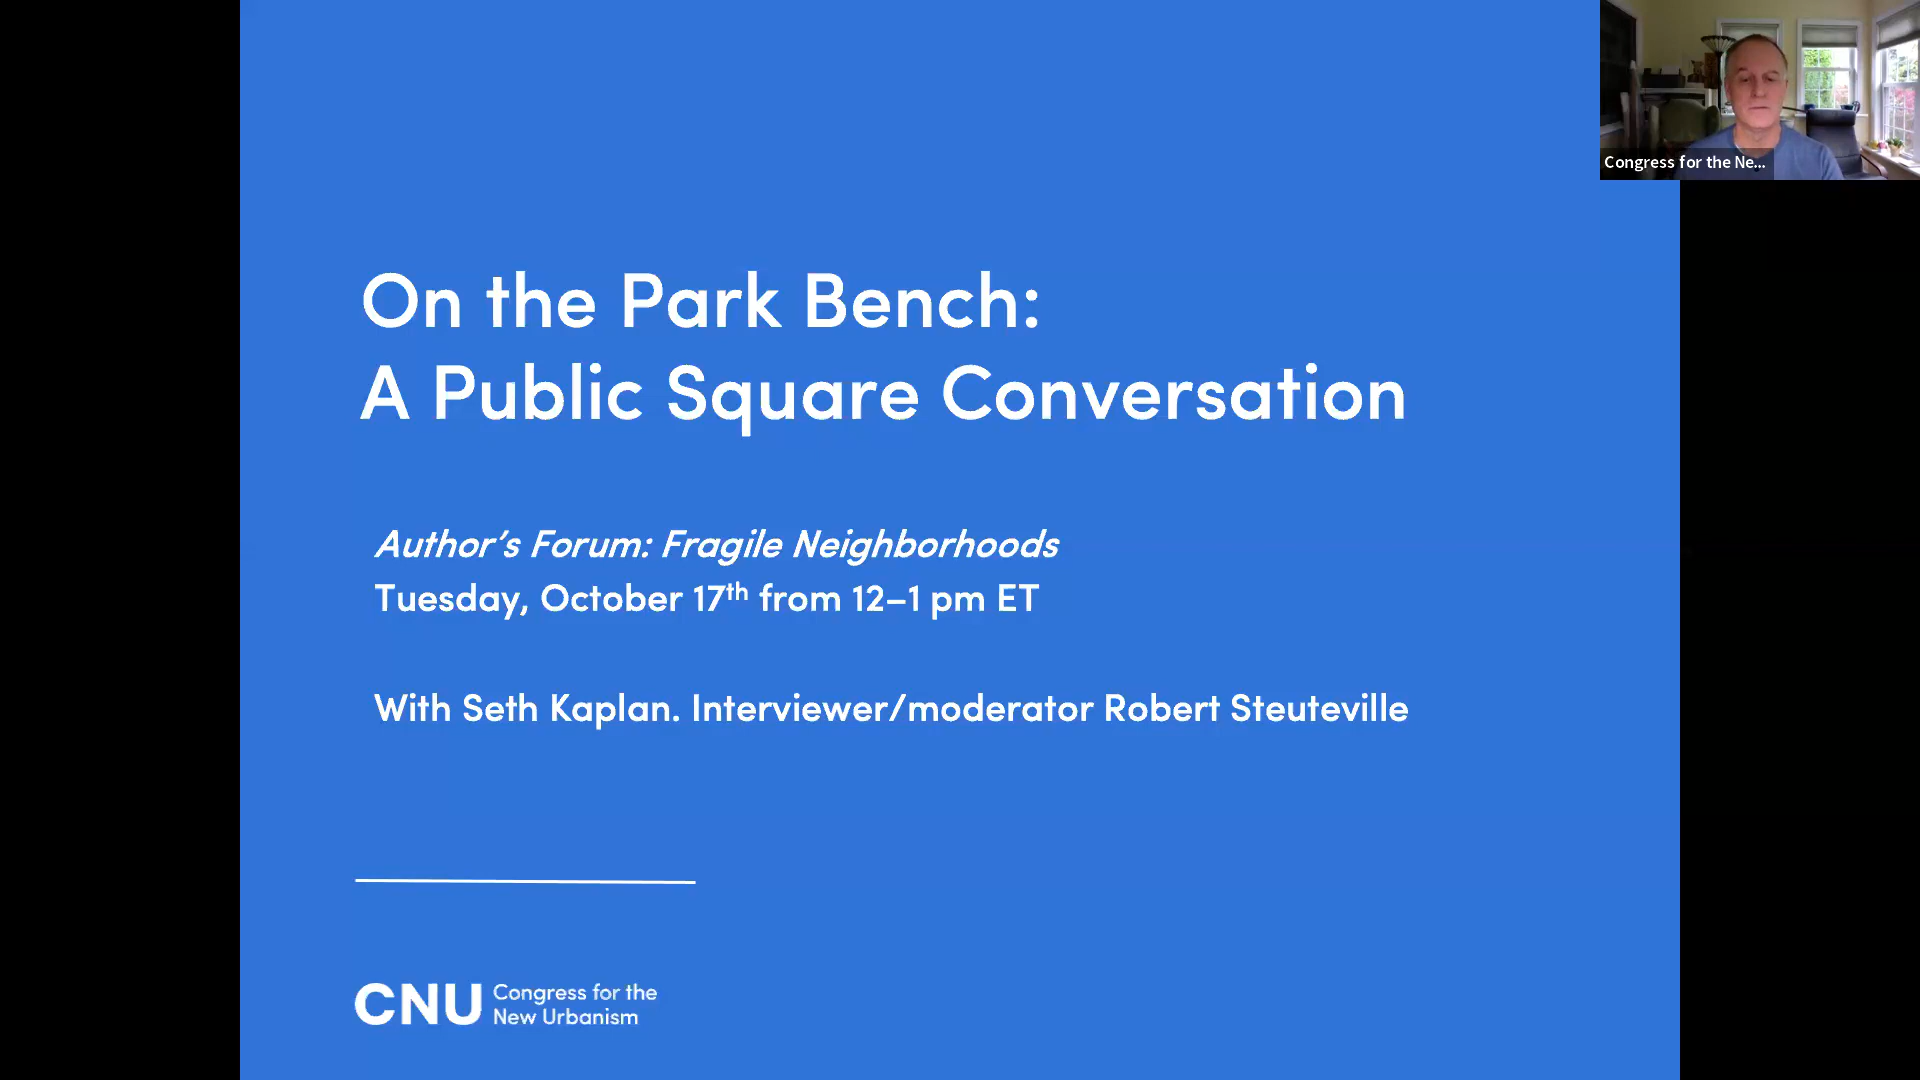 On the Park Bench:
A Public Square Conversation
Author’s Forum: Fragile Neighborhoods
Tuesday, October 17th from 12–1 pm ET
With Seth Kaplan. Interviewer/moderator Robert Steuteville
CNU Congress for the
New Urbanism
Congress for the Ne...